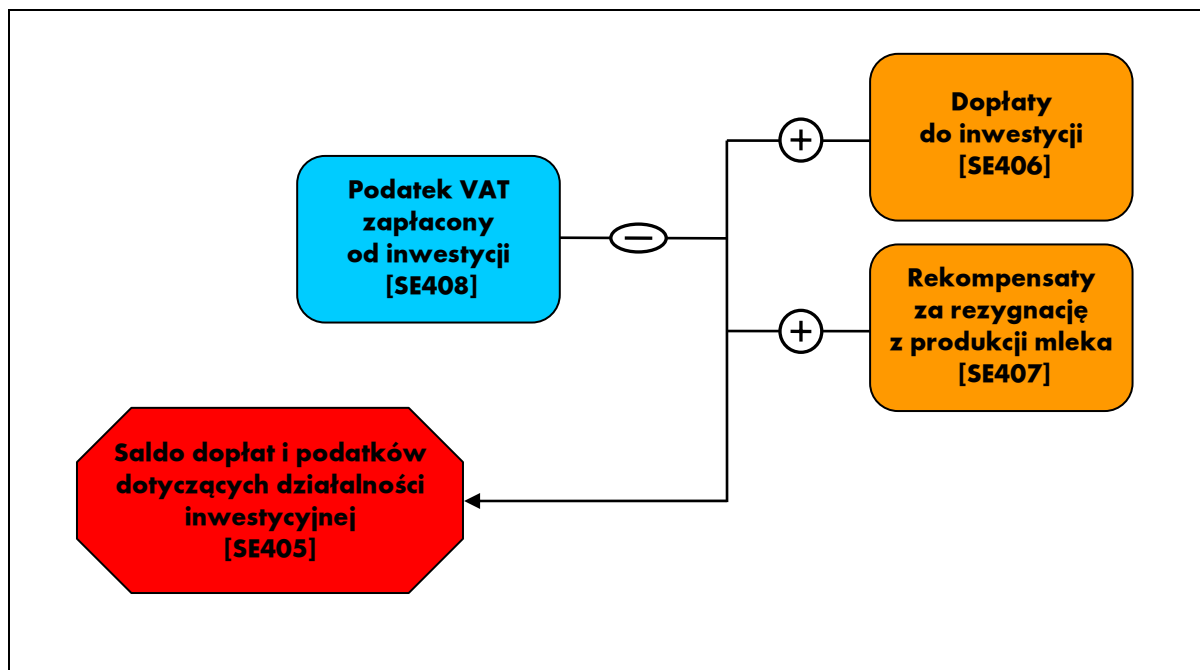 Dopłaty
do inwestycji
[SE406]
+
Podatek VAT
zapłacony
od inwestycji
[SE408]
−
Rekompensaty
za rezygnację
z produkcji mleka
[SE407]
+
Saldo dopłat i podatków
dotyczących działalności
inwestycyjnej
[SE405]